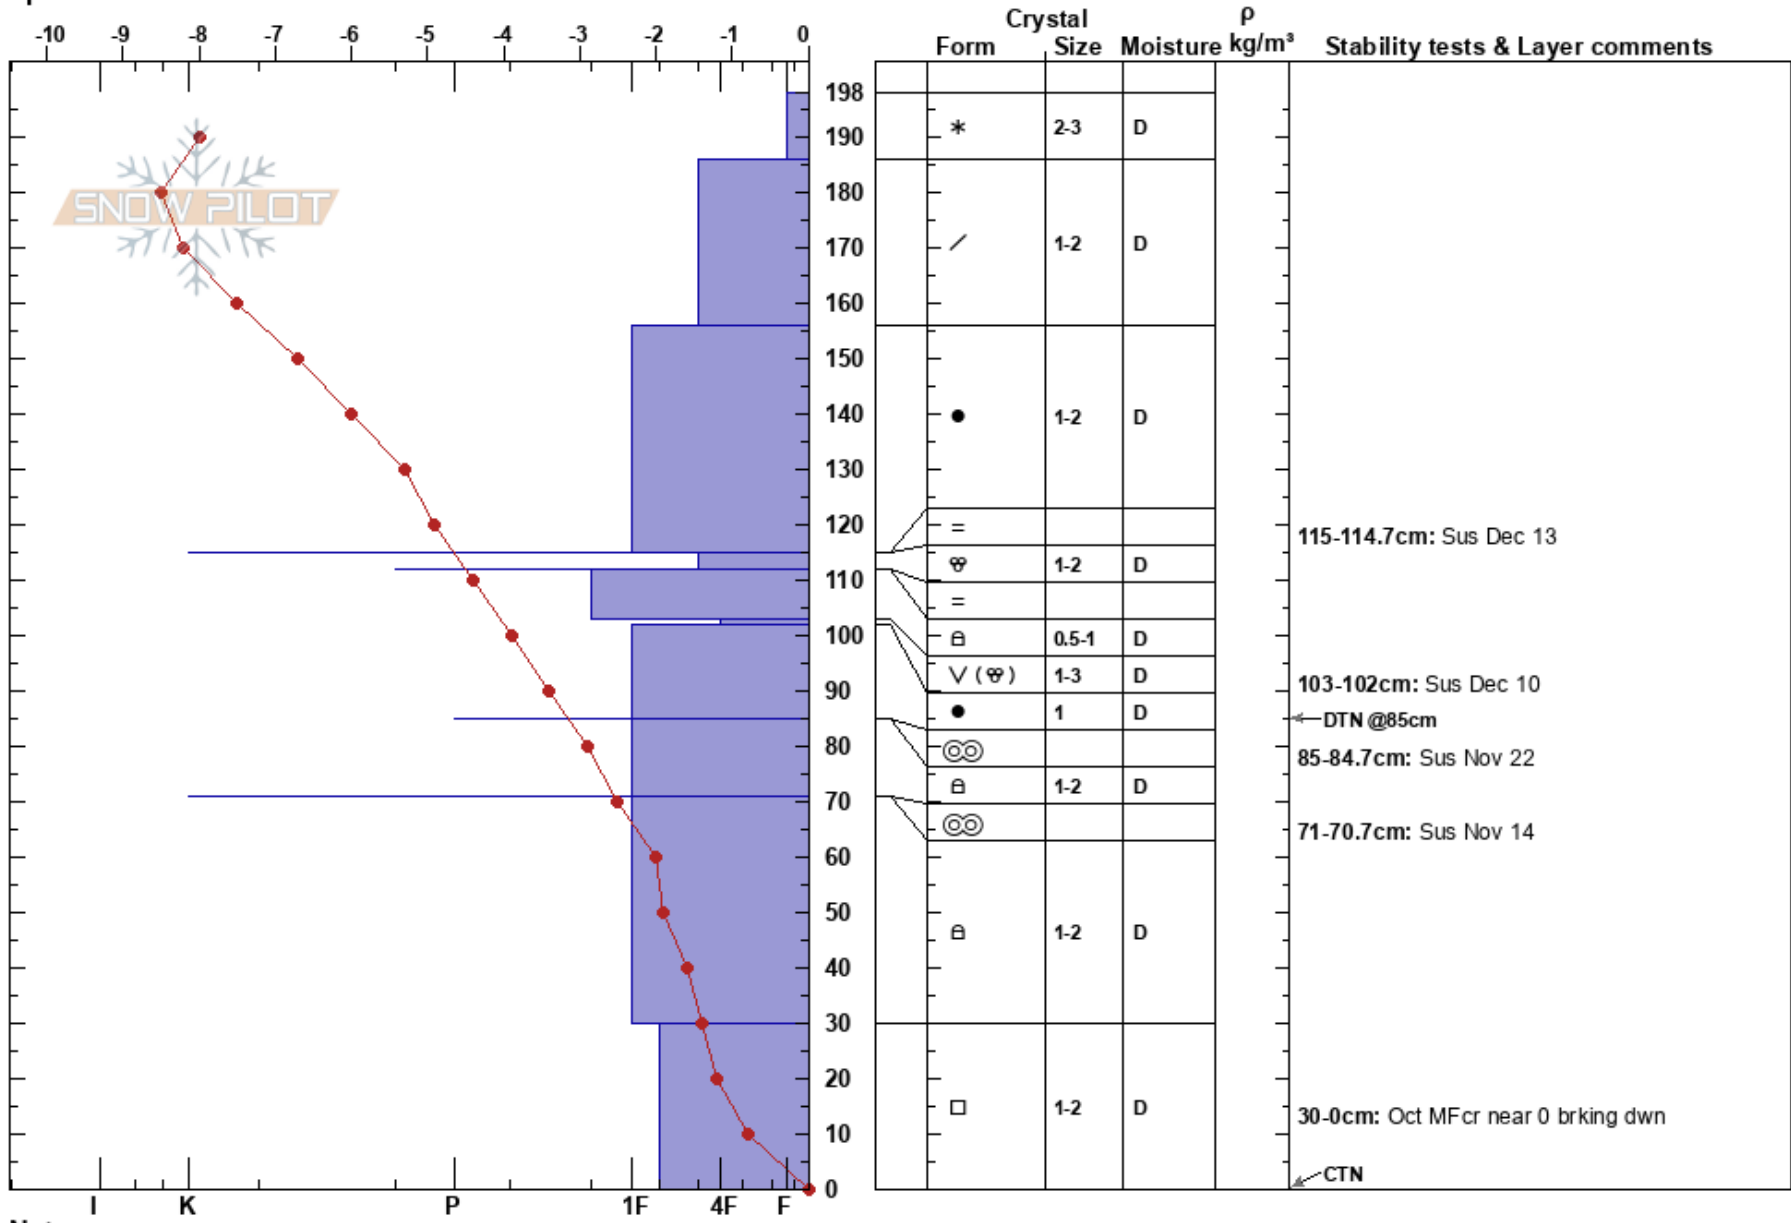 Crystal ρ
-10 -9 -8 -7 -6 -5 -4 -3 -2 -1 0 Form Size Moisture kg/m³ Stability tests & Layer comments
198
190 * 2-3 D
SNOW PILOT
180
170 / 1-2 D
160
150
140 ● 1-2 D
130
120 =
115-114.7cm: Sus Dec 13
1-2 D
110
=
100 0.5-1 D
V ( ) 1-3 D
103-102cm: Sus Dec 10
90
● 1 D
DTN @85cm
80
85-84.7cm: Sus Nov 22
1-2 D
70
71-70.7cm: Sus Nov 14
60
50
1-2 D
40
30
20
□ 1-2 D
30-0cm: Oct MFcr near 0 brking dwn
10
CTN
0
I K P 1F 4F F